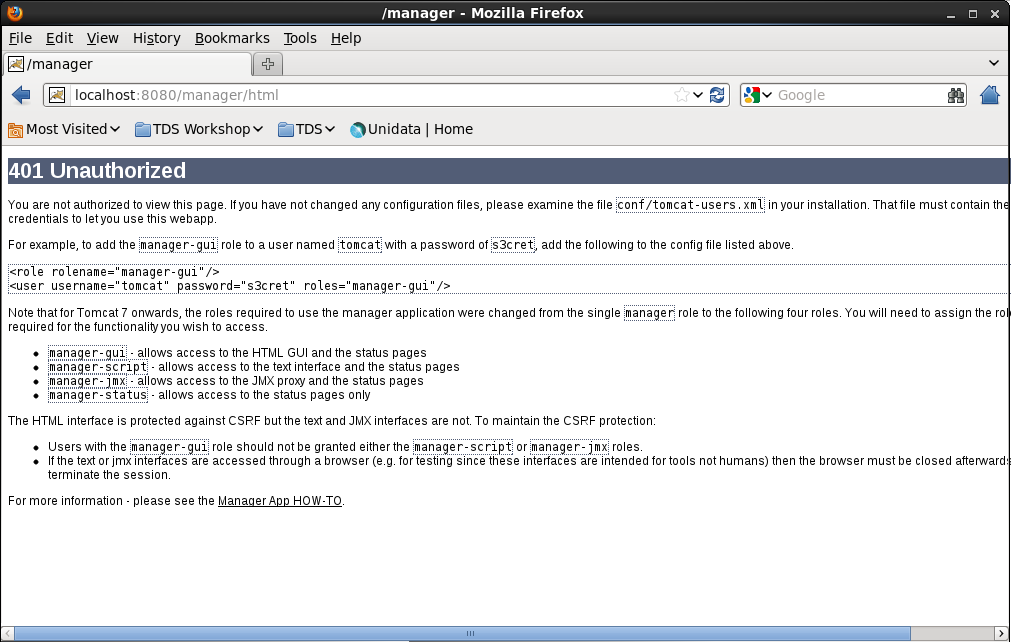 /manager - Mozilla Firefox
File Edit View History Bookmarks Tools Help
/manager
localhost:8080/manager/html
Google
Most Visited TDS Workshop TDS Unidata | Home
401 Unauthorized
You are not authorized to view this page. If you have not changed any configuration files, please examine the file conf/tomcat-users.xml in your installation. That file must contain the
credentials to let you use this webapp.
For example, to add the manager-gui role to a user named tomcat with a password of s3cret, add the following to the config file listed above.
<role rolename="manager-gui"/>
<user username="tomcat" password="s3cret" roles="manager-gui"/>
Note that for Tomcat 7 onwards, the roles required to use the manager application were changed from the single manager role to the following four roles. You will need to assign the rol
required for the functionality you wish to access.
manager-gui - allows access to the HTML GUI and the status pages
manager-script - allows access to the text interface and the status pages
manager-jmx - allows access to the JMX proxy and the status pages
manager-status - allows access to the status pages only
The HTML interface is protected against CSRF but the text and JMX interfaces are not. To maintain the CSRF protection:
Users with the manager-gui role should not be granted either the manager-script or manager-jmx roles.
If the text or jmx interfaces are accessed through a browser (e.g. for testing since these interfaces are intended for tools not humans) then the browser must be closed afterwards
terminate the session.
For more information - please see the Manager App HOW-TO.